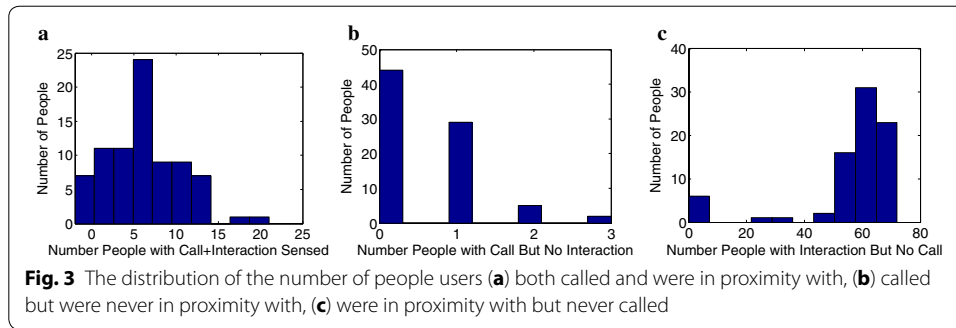 a
b
c
25
20
15
10
5
0
Number of People
0 5 10 15 20 25
Number People with Call+Interaction Sensed
50
40
30
20
10
0
Number of People
0 1 2 3
Number People with Call But No Interaction
40
30
20
10
0
Number of People
0 20 40 60 80
Number People with Interaction But No Call
Fig. 3 The distribution of the number of people users (a) both called and were in proximity with, (b) called
but were never in proximity with, (c) were in proximity with but never called